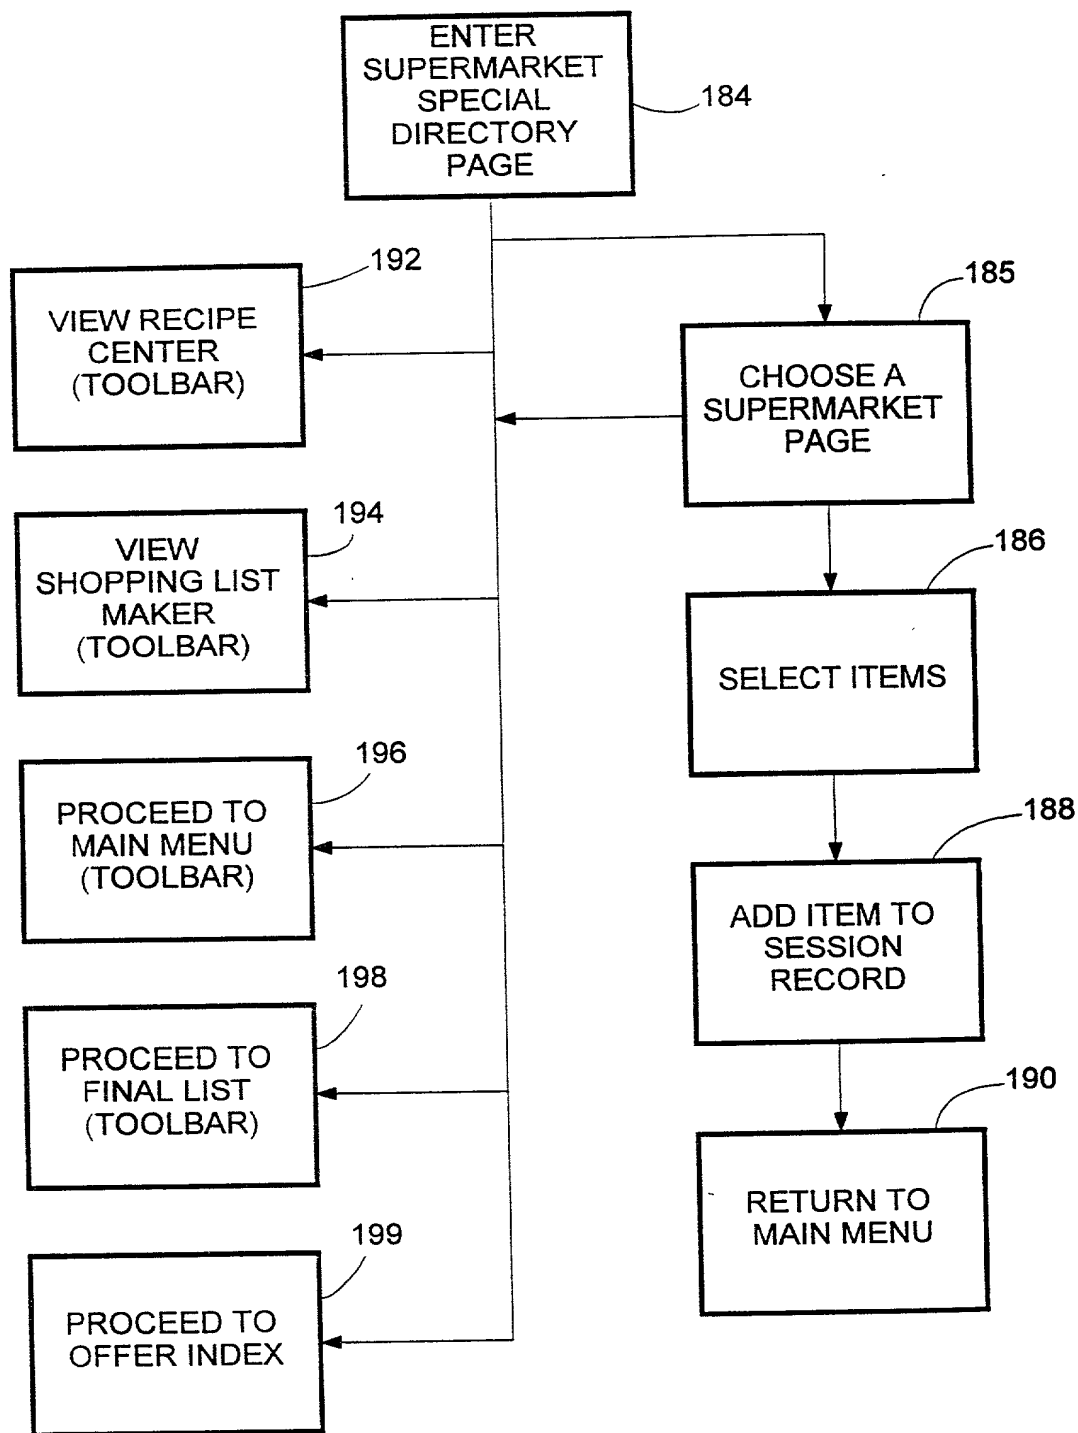 ENTER
SUPERMARKET
SPECIAL
DIRECTORY
PAGE
184
192
VIEW RECIPE
CENTER
(TOOLBAR)
185
CHOOSE A
SUPERMARKET
PAGE
194
VIEW
SHOPPING LIST
MAKER
(TOOLBAR)
186
SELECT ITEMS
196
PROCEED TO
MAIN MENU
(TOOLBAR)
188
ADD ITEM TO
SESSION
RECORD
198
PROCEED TO
FINAL LIST
(TOOLBAR)
190
RETURN TO
MAIN MENU
199
PROCEED TO
OFFER INDEX